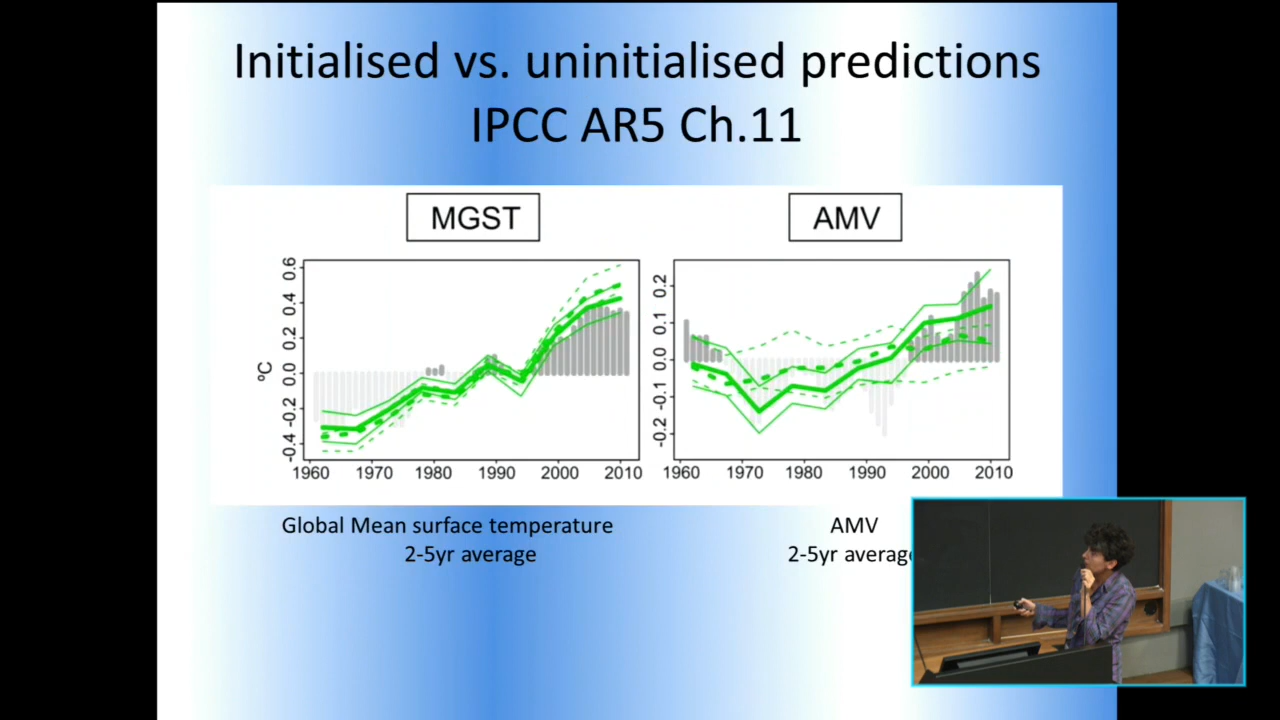 Initialised vs. uninitialised predictions
IPCC AR5 Ch.11
MGST
AMV
ºC
0.6
0.4
0.2
0.0
-0.2
-0.4
1960 1970 1980 1990 2000 2010
0.2
0.1
0.0
-0.1
-0.2
1960 1970 1980 1990 2000 2010
Global Mean surface temperature
2-5yr average
AMV
2-5yr average